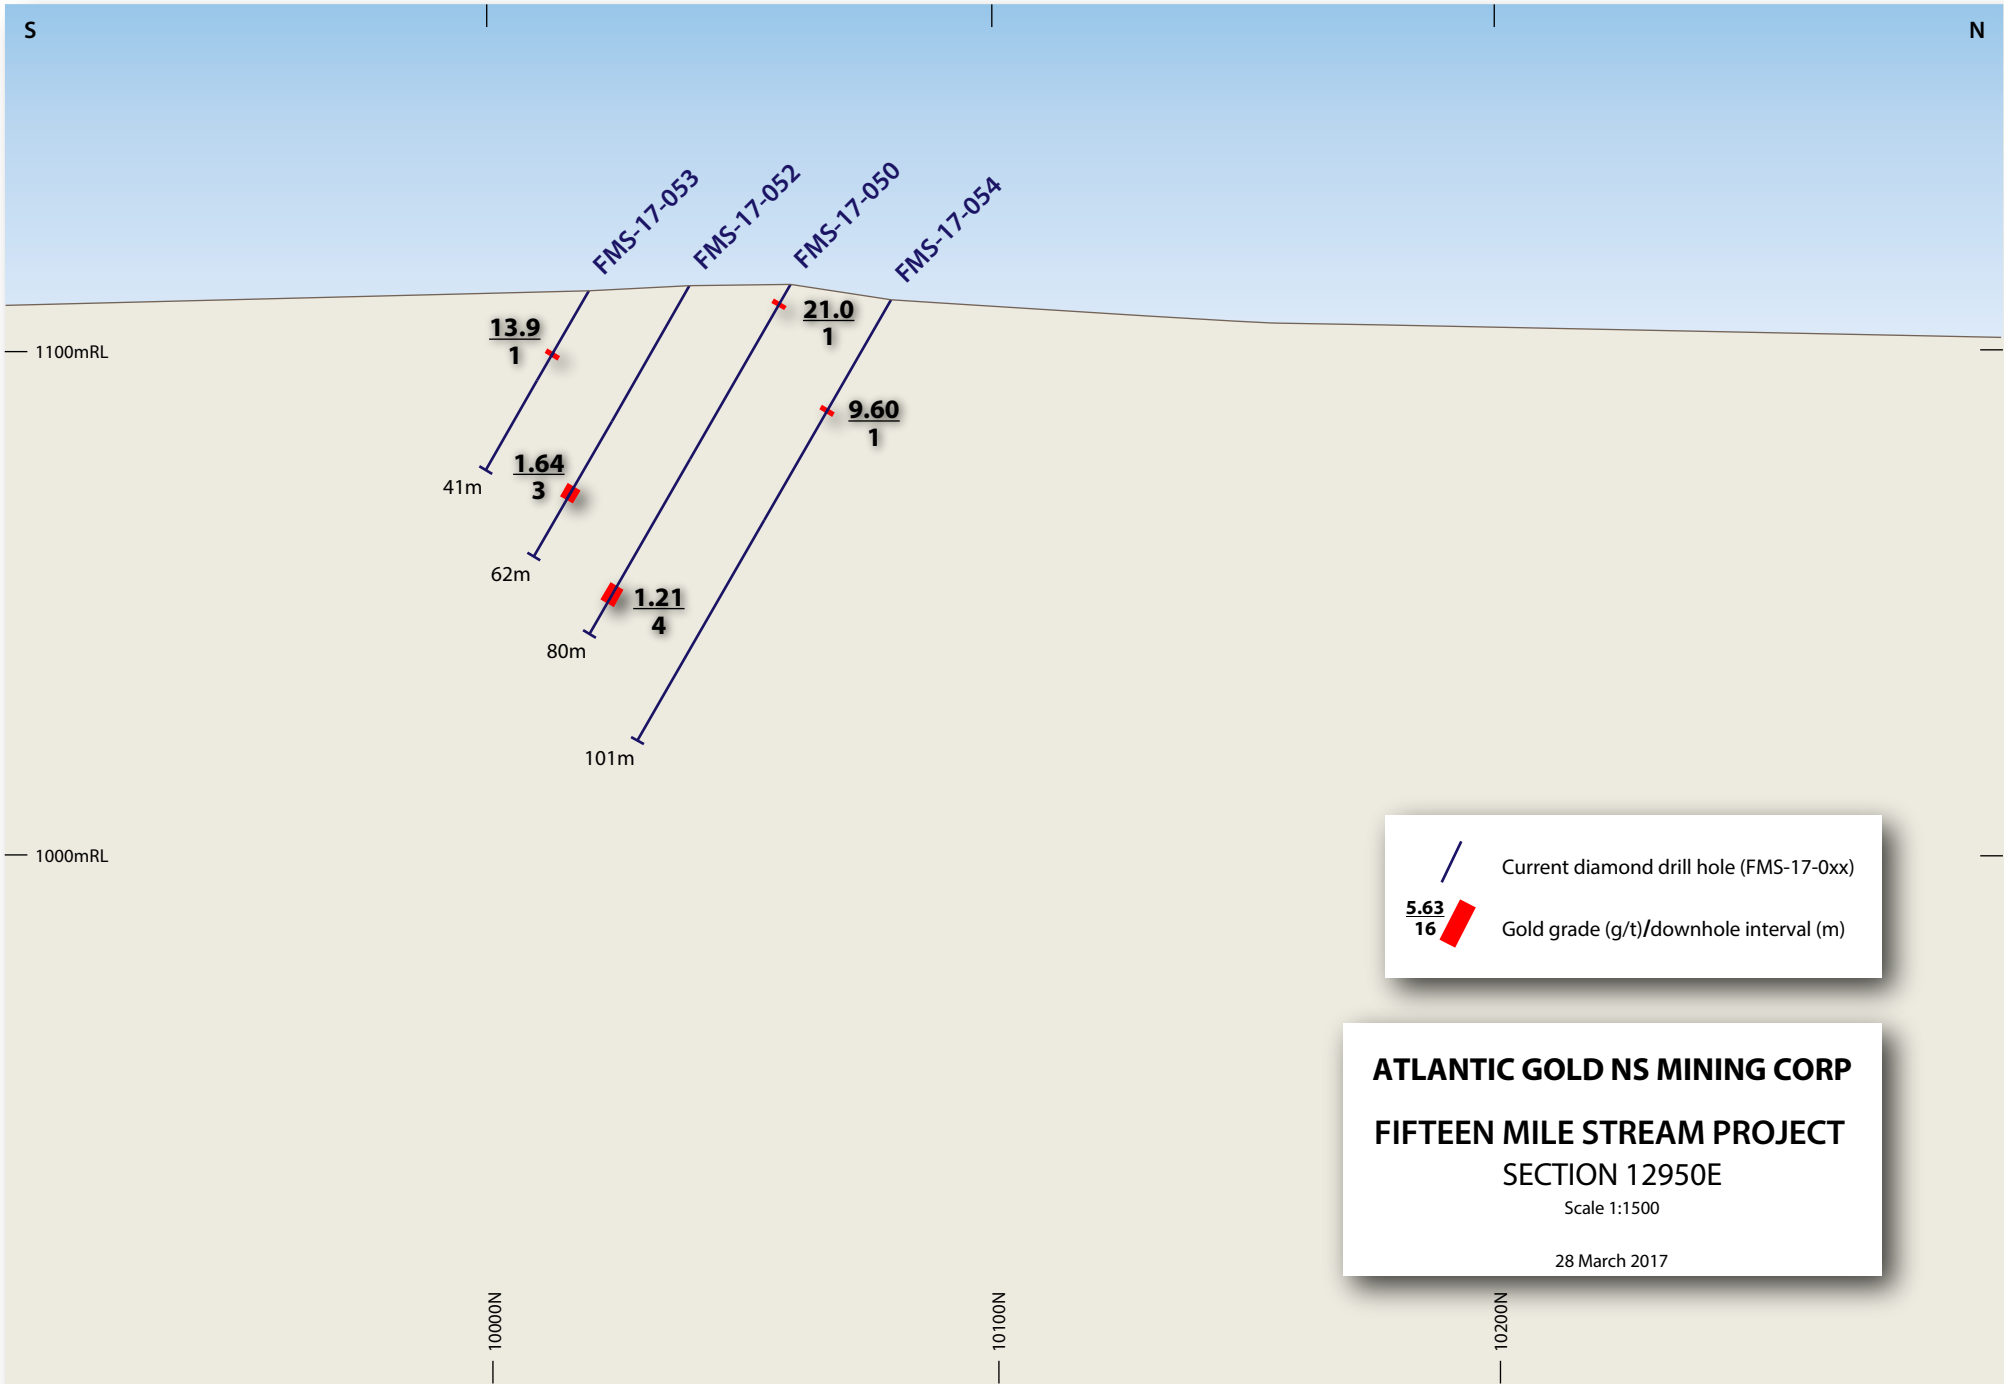 S
N
FMS-17-053
FMS-17-052
FMS-17-050
FMS-17-054
13.9
1
21.0
1
1100mRL
9.60
1
1.64
3
41m
62m
1.21
4
80m
101m
1000mRL
Current diamond drill hole (FMS-17-0xx)
5.63
16
Gold grade (g/t)/downhole interval (m)
ATLANTIC GOLD NS MINING CORP
FIFTEEN MILE STREAM PROJECT
SECTION 12950E
Scale 1:1500
28 March 2017
10000N
10100N
10200N